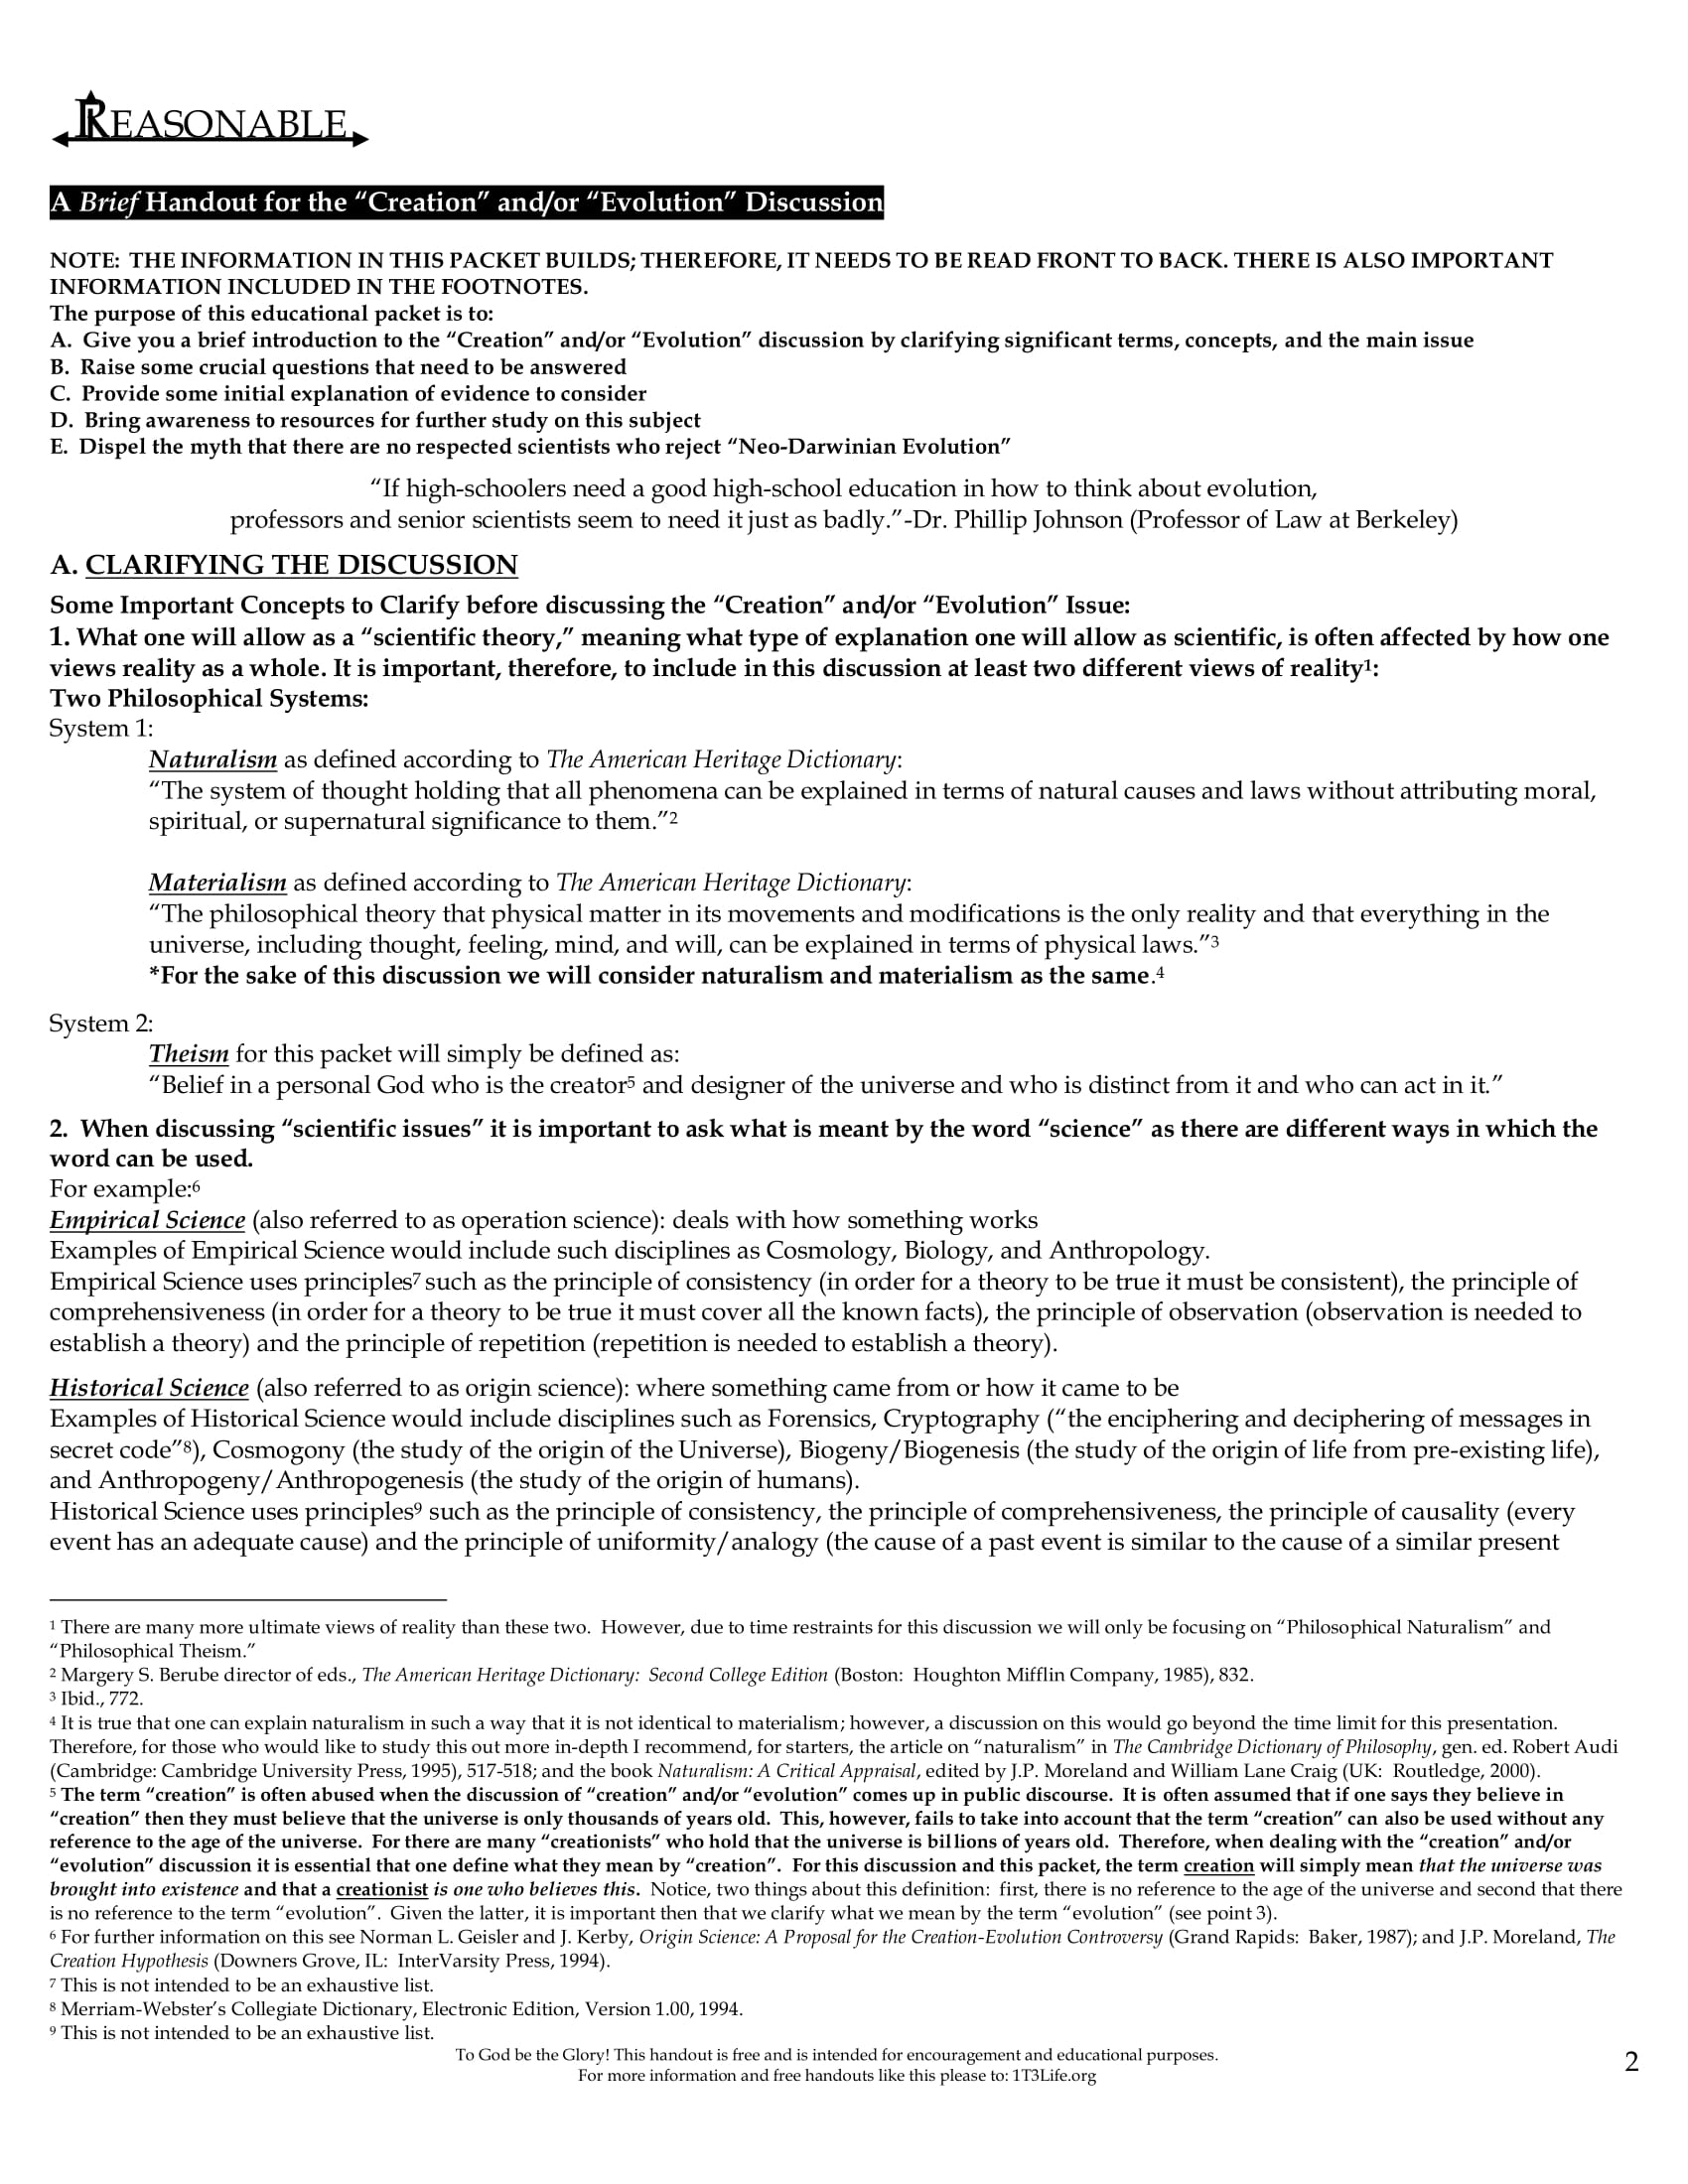 REASONABLE
A Brief Handout for the “Creation” and/or “Evolution” Discussion
NOTE:  THE INFORMATION IN THIS PACKET BUILDS; THEREFORE, IT NEEDS TO BE READ FRONT TO BACK. THERE IS ALSO IMPORTANT
INFORMATION INCLUDED IN THE FOOTNOTES.
The purpose of this educational packet is to:
A.  Give you a brief introduction to the “Creation” and/or “Evolution” discussion by clarifying significant terms, concepts, and the main issue
B.  Raise some crucial questions that need to be answered
C.  Provide some initial explanation of evidence to consider
D.  Bring awareness to resources for further study on this subject
E.  Dispel the myth that there are no respected scientists who reject “Neo-Darwinian Evolution”
“If high-schoolers need a good high-school education in how to think about evolution,
professors and senior scientists seem to need it just as badly.”-Dr. Phillip Johnson (Professor of Law at Berkeley)
A. CLARIFYING THE DISCUSSION
Some Important Concepts to Clarify before discussing the “Creation” and/or “Evolution” Issue:
1. What one will allow as a “scientific theory,” meaning what type of explanation one will allow as scientific, is often affected by how one
views reality as a whole. It is important, therefore, to include in this discussion at least two different views of reality1:
Two Philosophical Systems:
System 1:
Naturalism as defined according to The American Heritage Dictionary:
“The system of thought holding that all phenomena can be explained in terms of natural causes and laws without attributing moral,
spiritual, or supernatural significance to them.”2
Materialism as defined according to The American Heritage Dictionary:
“The philosophical theory that physical matter in its movements and modifications is the only reality and that everything in the
universe, including thought, feeling, mind, and will, can be explained in terms of physical laws.”3
*For the sake of this discussion we will consider naturalism and materialism as the same.4
System 2:
Theism for this packet will simply be defined as:
“Belief in a personal God who is the creator5 and designer of the universe and who is distinct from it and who can act in it.”
2.  When discussing “scientific issues” it is important to ask what is meant by the word “science” as there are different ways in which the
word can be used.
For example:6
Empirical Science (also referred to as operation science): deals with how something works
Examples of Empirical Science would include such disciplines as Cosmology, Biology, and Anthropology.
Empirical Science uses principles7 such as the principle of consistency (in order for a theory to be true it must be consistent), the principle of
comprehensiveness (in order for a theory to be true it must cover all the known facts), the principle of observation (observation is needed to
establish a theory) and the principle of repetition (repetition is needed to establish a theory).
Historical Science (also referred to as origin science): where something came from or how it came to be
Examples of Historical Science would include disciplines such as Forensics, Cryptography (“the enciphering and deciphering of messages in
secret code”8), Cosmogony (the study of the origin of the Universe), Biogeny/Biogenesis (the study of the origin of life from pre-existing life),
and Anthropogeny/Anthropogenesis (the study of the origin of humans).
Historical Science uses principles9 such as the principle of consistency, the principle of comprehensiveness, the principle of causality (every
event has an adequate cause) and the principle of uniformity/analogy (the cause of a past event is similar to the cause of a similar present
1 There are many more ultimate views of reality than these two.  However, due to time restraints for this discussion we will only be focusing on “Philosophical Naturalism” and
“Philosophical Theism.”
2 Margery S. Berube director of eds., The American Heritage Dictionary:  Second College Edition (Boston:  Houghton Mifflin Company, 1985), 832.
3 Ibid., 772.
4 It is true that one can explain naturalism in such a way that it is not identical to materialism; however, a discussion on this would go beyond the time limit for this presentation.
Therefore, for those who would like to study this out more in-depth I recommend, for starters, the article on “naturalism” in The Cambridge Dictionary of Philosophy, gen. ed. Robert Audi
(Cambridge: Cambridge University Press, 1995), 517-518; and the book Naturalism: A Critical Appraisal, edited by J.P. Moreland and William Lane Craig (UK:  Routledge, 2000).
5 The term “creation” is often abused when the discussion of “creation” and/or “evolution” comes up in public discourse.  It is often assumed that if one says they believe in
“creation” then they must believe that the universe is only thousands of years old.  This, however, fails to take into account that the term “creation” can also be used without any
reference to the age of the universe.  For there are many “creationists” who hold that the universe is billions of years old.  Therefore, when dealing with the “creation” and/or
“evolution” discussion it is essential that one define what they mean by “creation”.  For this discussion and this packet, the term creation will simply mean that the universe was
brought into existence and that a creationist is one who believes this.  Notice, two things about this definition:  first, there is no reference to the age of the universe and second that there
is no reference to the term “evolution”.  Given the latter, it is important then that we clarify what we mean by the term “evolution” (see point 3).
6 For further information on this see Norman L. Geisler and J. Kerby, Origin Science: A Proposal for the Creation-Evolution Controversy (Grand Rapids:  Baker, 1987); and J.P. Moreland, The
Creation Hypothesis (Downers Grove, IL:  InterVarsity Press, 1994).
7 This is not intended to be an exhaustive list.
8 Merriam-Webster’s Collegiate Dictionary, Electronic Edition, Version 1.00, 1994.
9 This is not intended to be an exhaustive list.
To God be the Glory! This handout is free and is intended for encouragement and educational purposes.
For more information and free handouts like this please to: 1T3Life.org
2